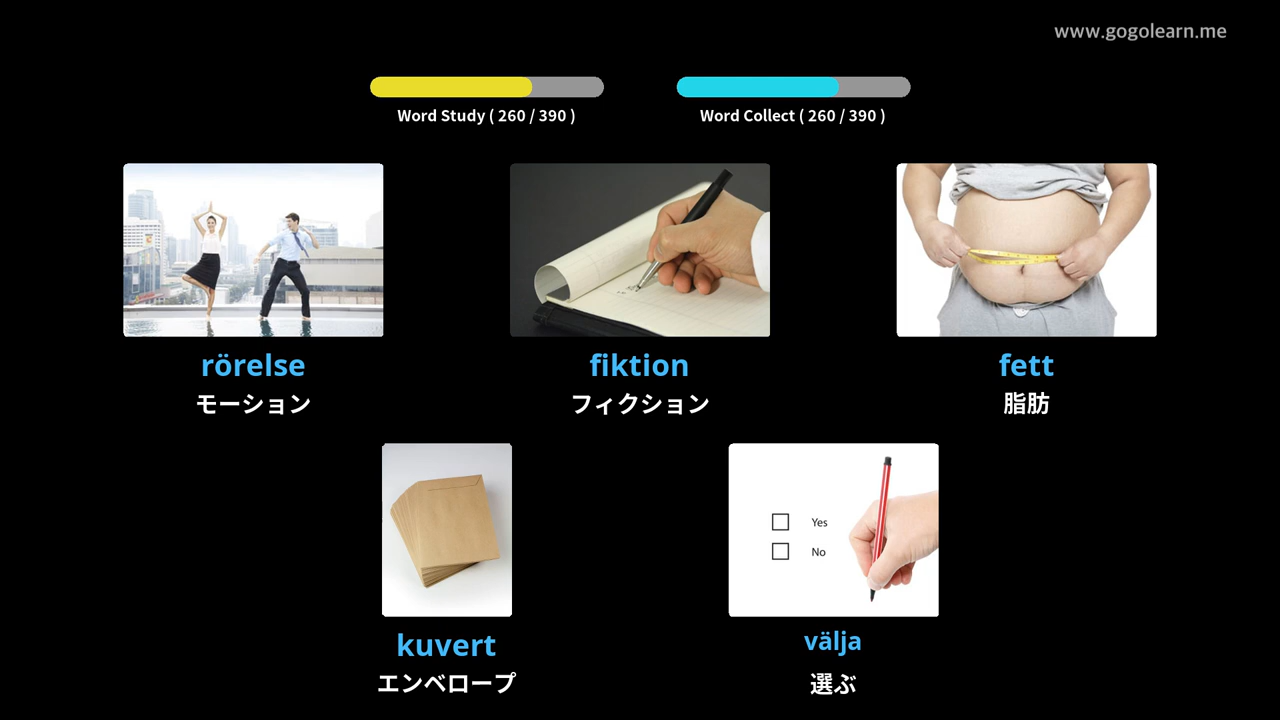 www.gogolearn.me
Word Study ( 260 / 390 )
Word Collect ( 260 / 390 )
rörelse
モーション
fiktion
フィクション
fett
脂肪
Yes
No
kuvert
エンベロープ
välja
選ぶ